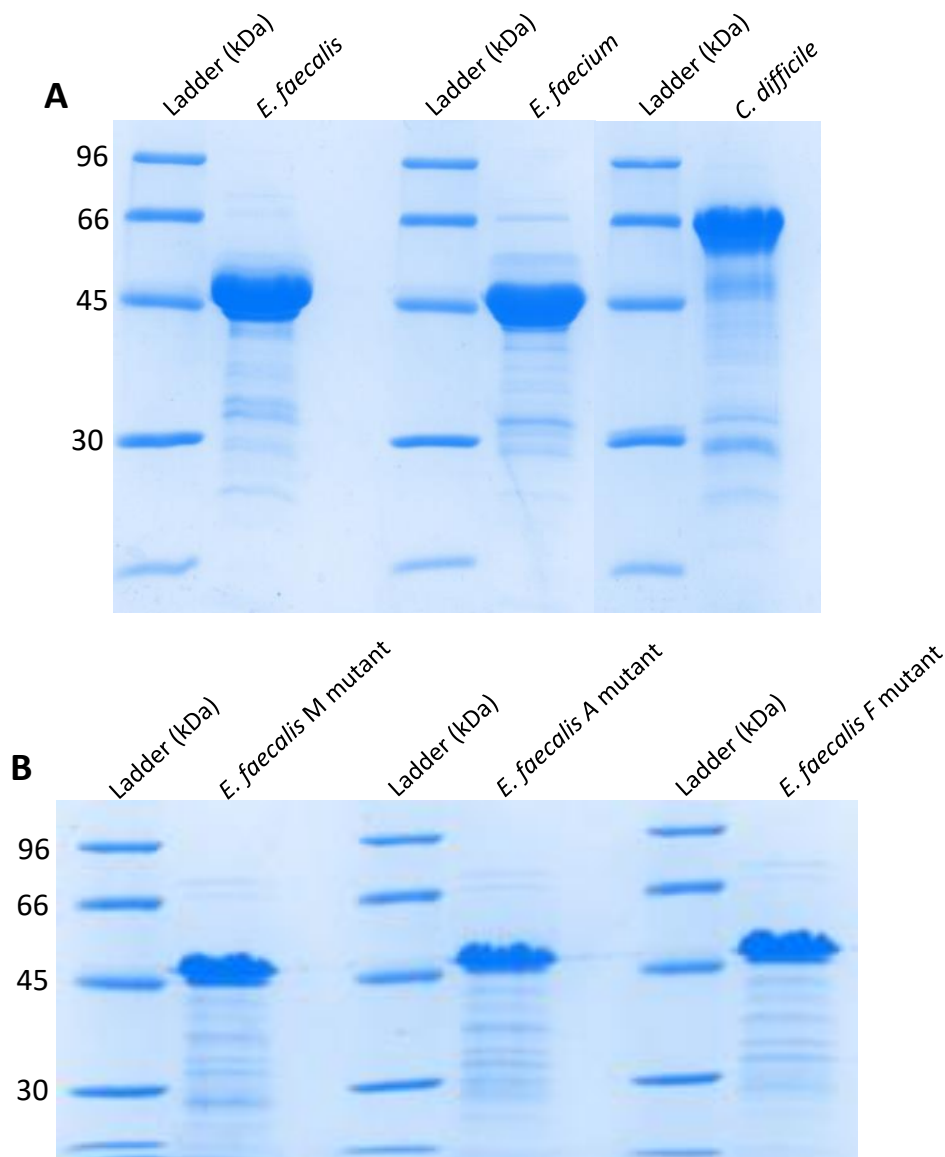 A
Ladder (kDa)
E. faecalis
Ladder (kDa)
E. faecium
Ladder (kDa)
C. difficile
96
66
45
30
B
Ladder (kDa)
E. faecalis M mutant
Ladder (kDa)
E. faecalis A mutant
Ladder (kDa)
E. faecalis F mutant
96
66
45
30